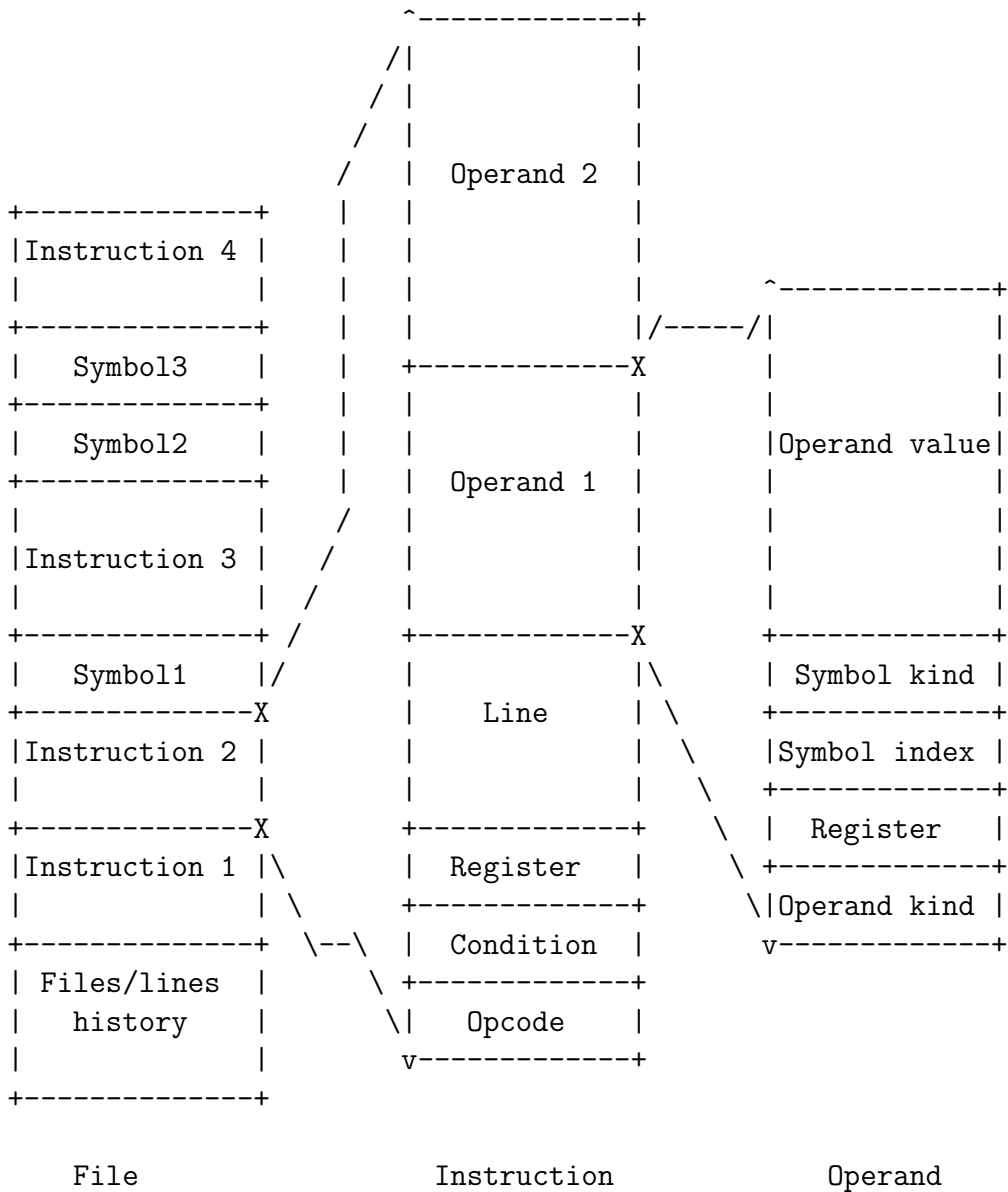 Operand 2
Instruction 4
Symbol3
Symbol2
Operand value
Operand 1
Instruction 3
Symbol1
Symbol kind
Line
Instruction 2
Symbol index
Register
Instruction 1
Register
Operand kind
Condition
Files/lines
history
Opcode
File
Instruction
Operand